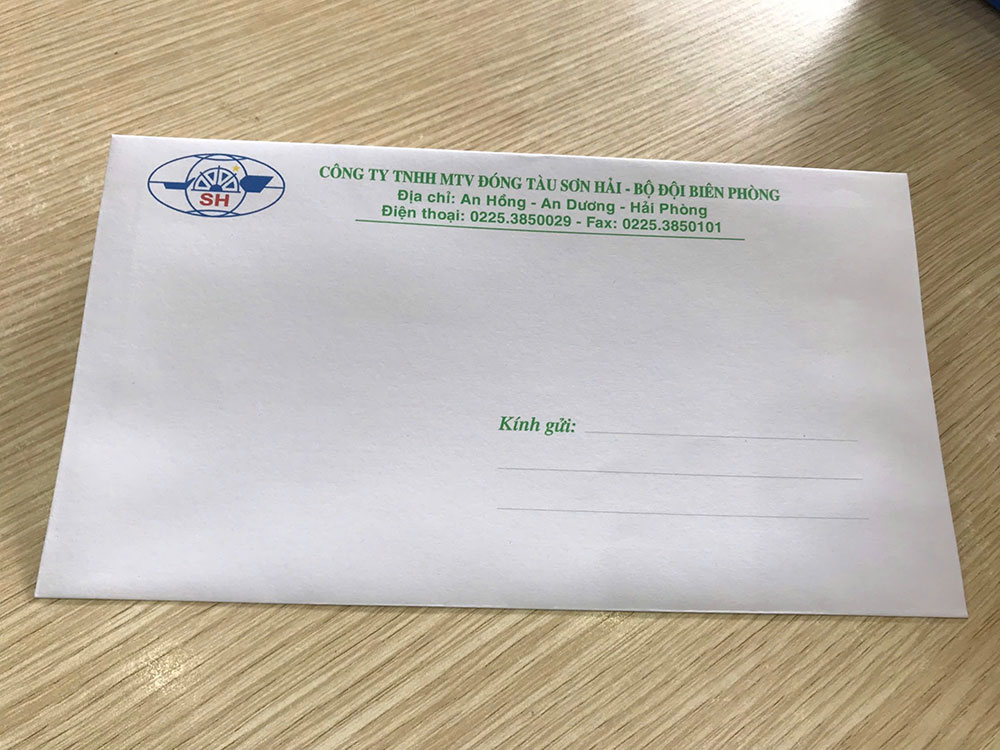 SH
CÔNG TY TNHH MTV ĐÓNG TÀU SƠN HẢI - BỘ ĐỘI BIÊN PHÒNG
Địa chỉ: An Hồng - An Dương - Hải Phòng
Điện thoại: 0225.3850029 - Fax: 0225.3850101
Kính gửi: